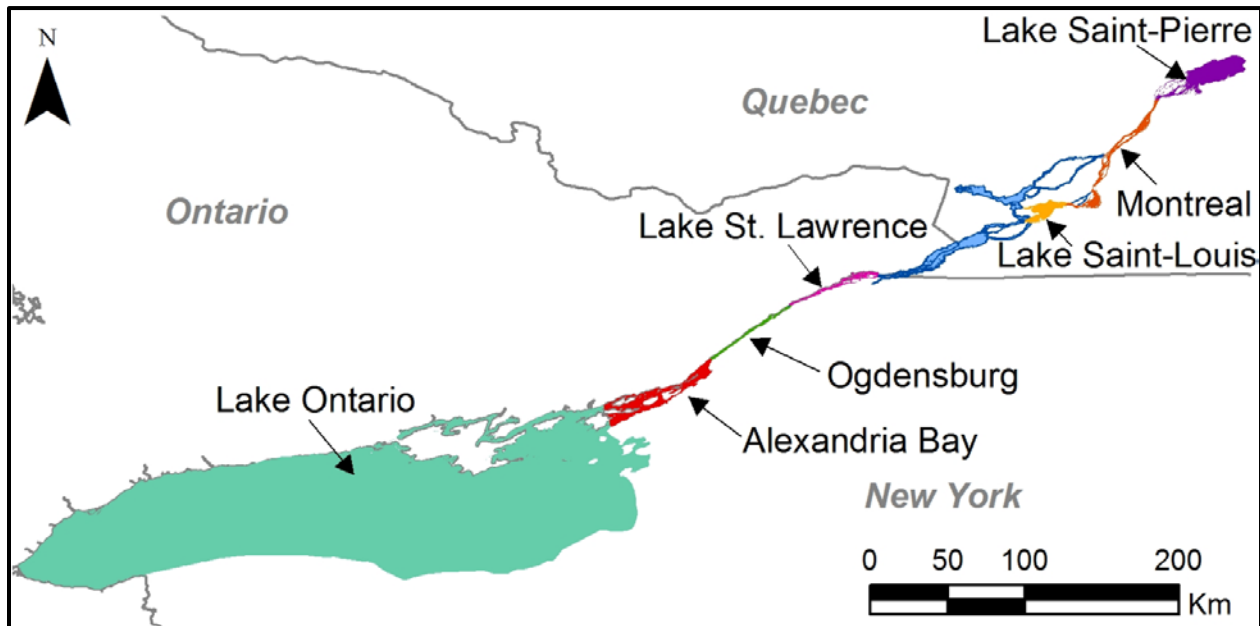 Lake Saint-Pierre
N
Quebec
Ontario
Montreal
Lake St. Lawrence
Lake Saint-Louis
Ogdensburg
Lake Ontario
Alexandria Bay
New York
0 50 100 200
Km